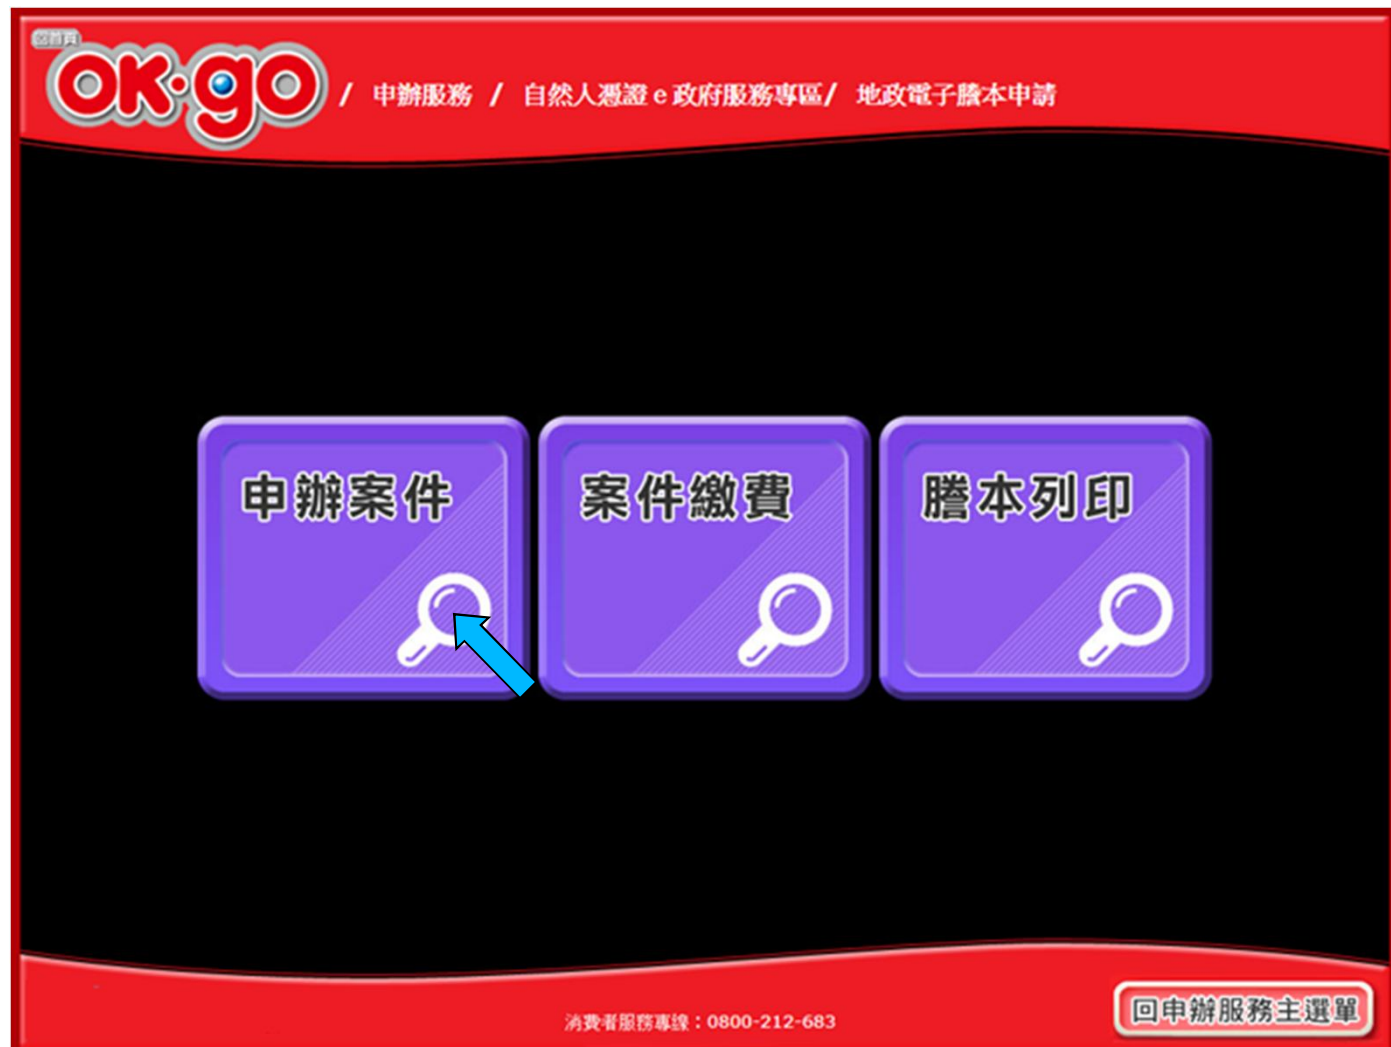 回首頁
OK·go / 申辦服務 / 自然人憑證 e 政府服務專區/ 地政電子謄本申請
申辦案件
案件繳費
謄本列印
消費者服務專線：0800-212-683
回申辦服務主選單